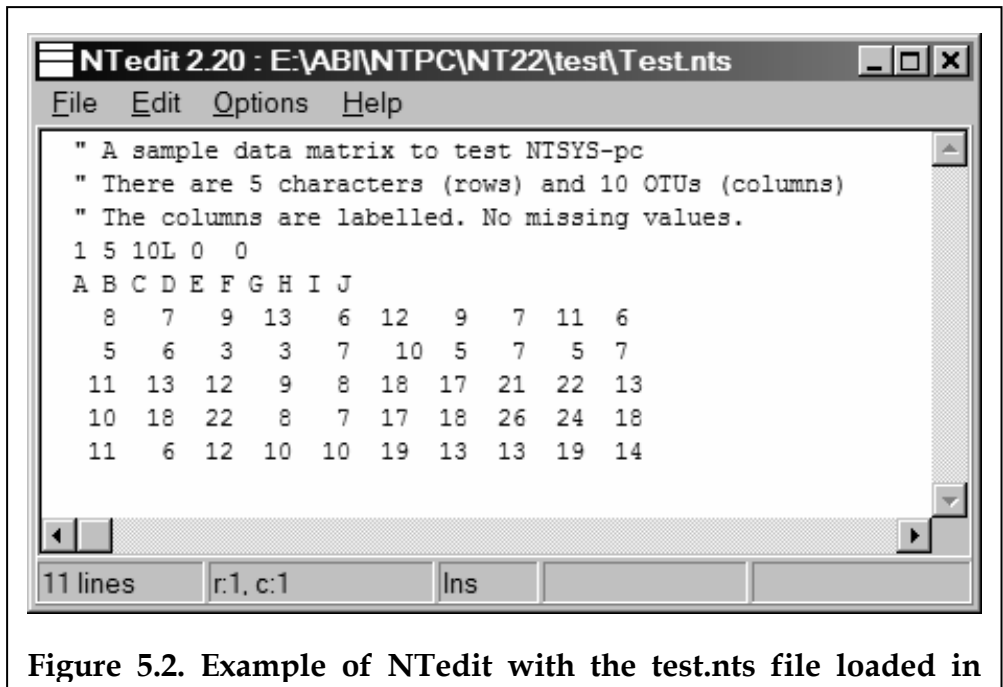 NTedit 2.20 : E:\ABI\NTPC\NT22\test\Test.nts
File Edit Options Help
" A sample data matrix to test NTSYS-pc
" There are 5 characters (rows) and 10 OTUs (columns)
" The columns are labelled. No missing values.
1 5 10L 0 0
A B C D E F G H I J
8 7 9 13 6 12 9 7 11 6
5 6 3 3 7 10 5 7 5 7
11 13 12 9 8 18 17 21 22 13
10 18 22 8 7 17 18 26 24 18
11 6 12 10 10 19 13 13 19 14
11 lines r:1, c:1 Ins
Figure 5.2. Example of NTedit with the test.nts file loaded in